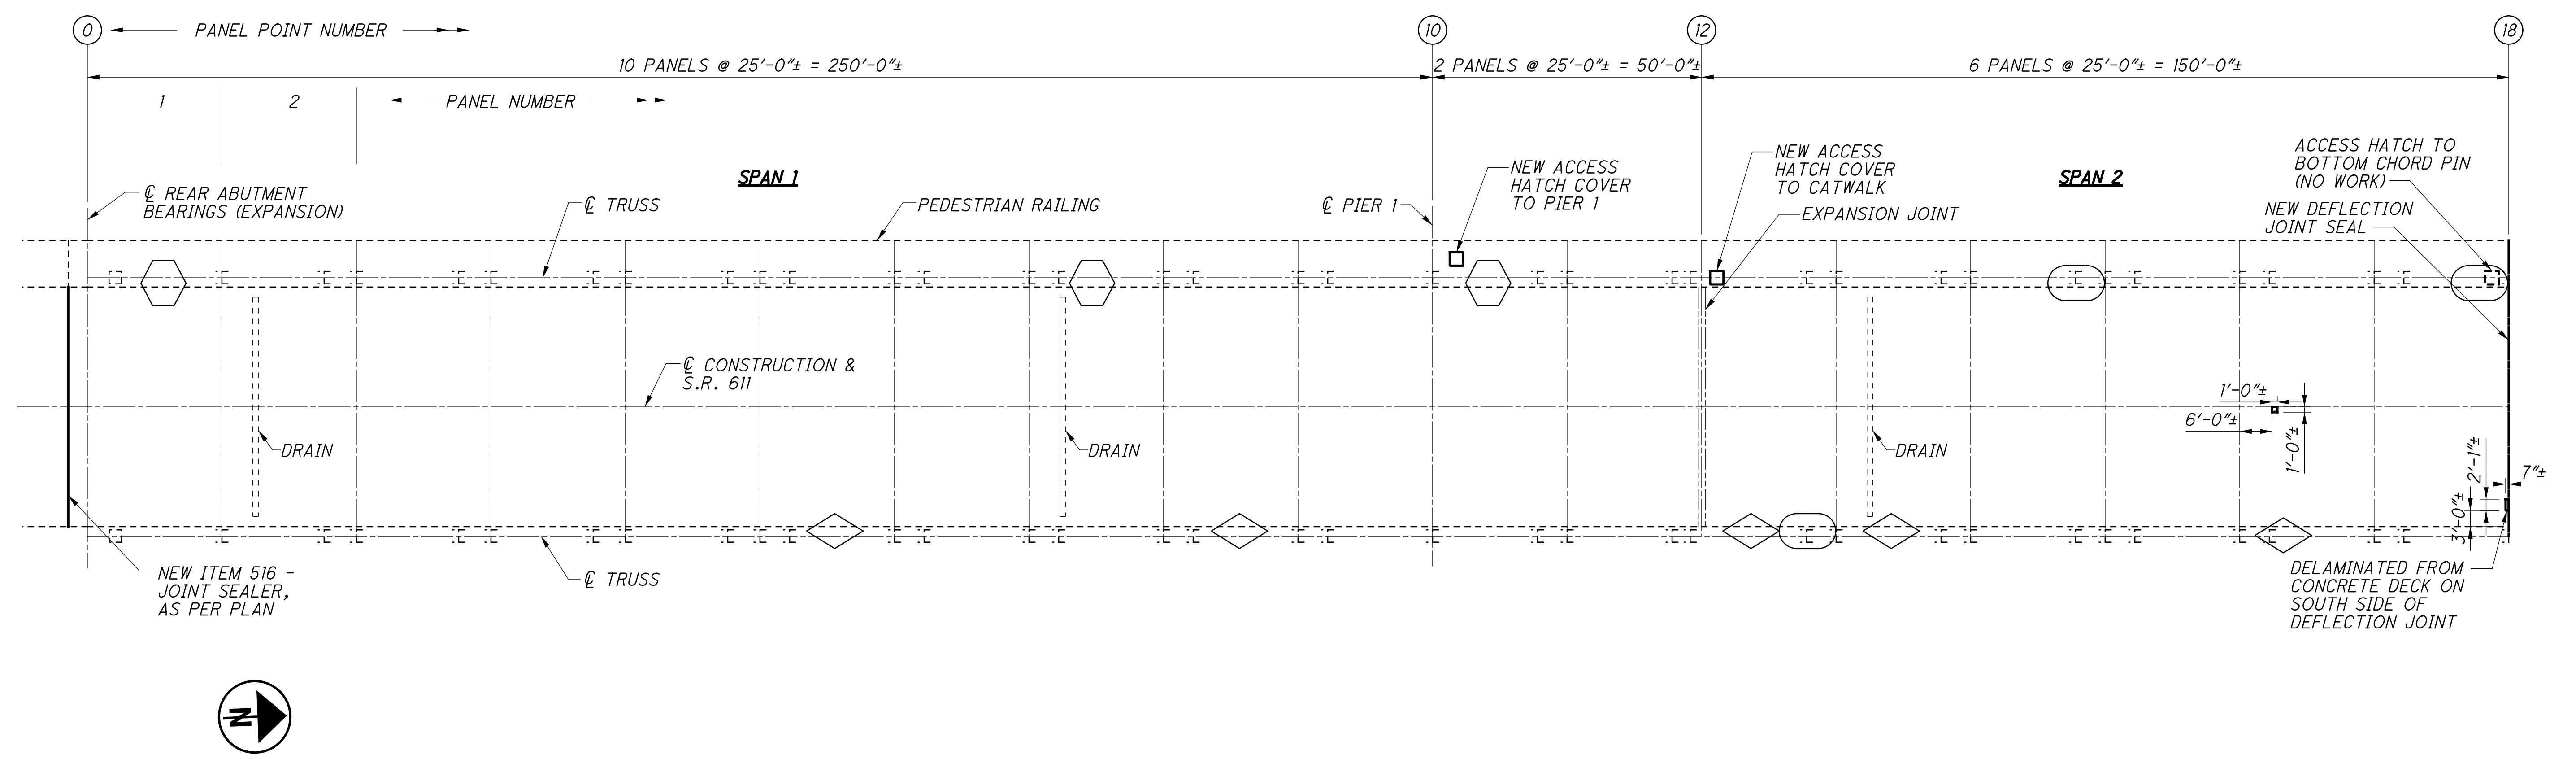 0
PANEL POINT NUMBER
10
12
18
10 PANELS @ 25'-0"± = 250'-0"±
2 PANELS @ 25'-0"± = 50'-0"±
6 PANELS @ 25'-0"± = 150'-0"±
1
2
PANEL NUMBER
SPAN 1
SPAN 2
℄ REAR ABUTMENT
BEARINGS (EXPANSION)
℄ TRUSS
PEDESTRIAN RAILING
℄ PIER 1
NEW ACCESS
HATCH COVER
TO PIER 1
NEW ACCESS
HATCH COVER
TO CATWALK
EXPANSION JOINT
ACCESS HATCH TO
BOTTOM CHORD PIN
(NO WORK)
NEW DEFLECTION
JOINT SEAL
℄ CONSTRUCTION &
S.R. 611
DRAIN
DRAIN
DRAIN
1'-0"±
6'-0"±
1'-0"±
2'-1"±
7"±
3'-0"±
NEW ITEM 516 -
JOINT SEALER,
AS PER PLAN
℄ TRUSS
DELAMINATED FROM
CONCRETE DECK ON
SOUTH SIDE OF
DEFLECTION JOINT
N